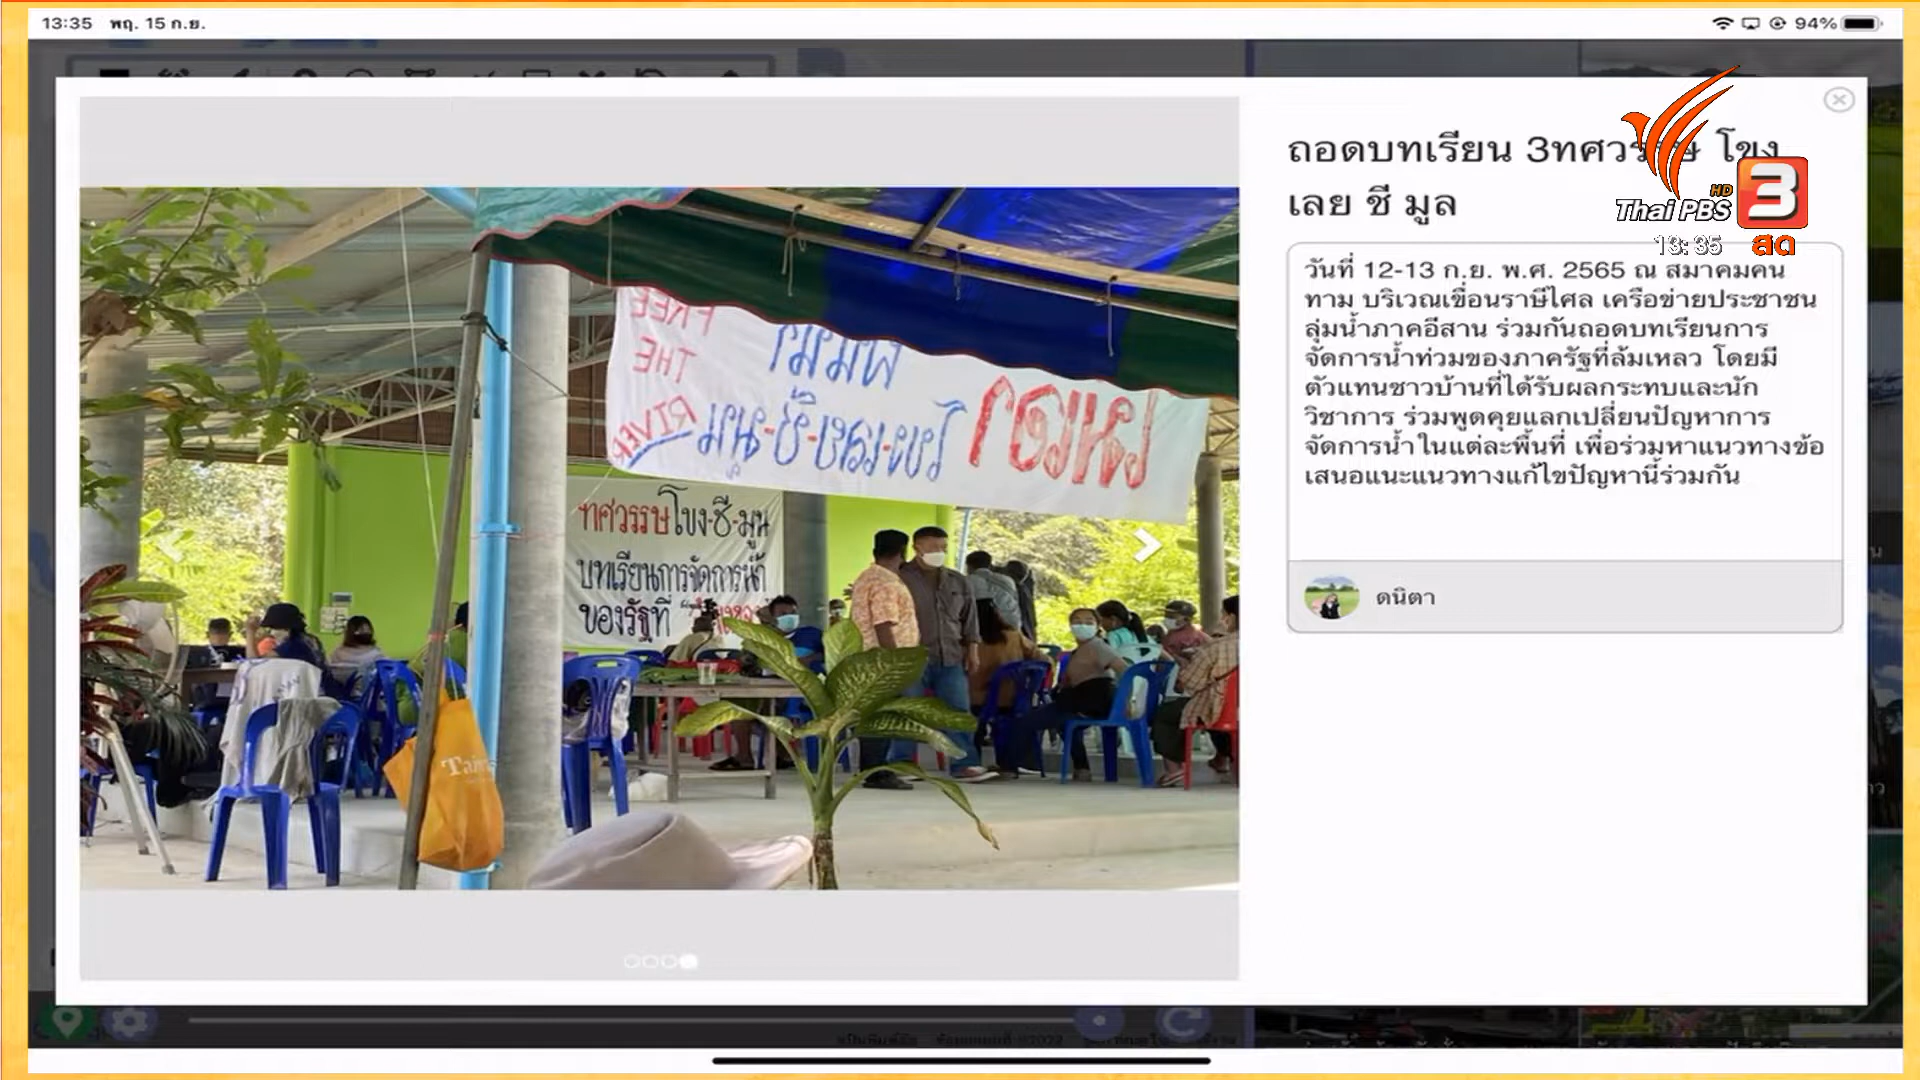 13:35 พฤ. 15 ก.ย.
94%
ถอดบทเรียน 3ทศวรรษ โขง
เลย ชี มูล
Thai PBS
HD
3
13:35 สด
วันที่ 12-13 ก.ย. พ.ศ. 2565 ณ สมาคมคน
ทาม บริเวณเขื่อนราษีไศล เครือข่ายประชาชน
ลุ่มน้ำภาคอีสาน ร่วมกันถอดบทเรียนการ
จัดการน้ำท่วมของภาครัฐที่ล้มเหลว โดยมี
ตัวแทนชาวบ้านที่ได้รับผลกระทบและนัก
วิชาการ ร่วมพูดคุยแลกเปลี่ยนปัญหาการ
จัดการน้ำในแต่ละพื้นที่ เพื่อร่วมหาแนวทางข้อ
เสนอแนะแนวทางแก้ไขปัญหานี้ร่วมกัน
ดนิตา
FREE
THE
RIVER
ทศวรรษโขง-ชี-มูน
บทเรียนการจัดการน้ำ
ของรัฐที่